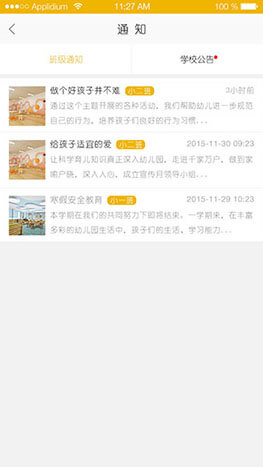 Applidium 11:27 AM 100 %
通 知
班级通知 学校公告
做个好孩子并不难 小二班 3小时前
通过这个主题开展的各种活动，我们帮助幼儿进一步规范
自己的行为，培养孩子们良好的行为习惯...
给孩子适宜的爱 小二班 2015-11-30 09:23
让科学育儿知识真正深入幼儿园，走进千家万户，做到家
喻户晓，深入人心，成立宣传月领导小组...
寒假安全教育 小一班 2015-11-29 10:23
本学期在我们的共同努力下即将结束，一学期来，在丰富
多彩的幼儿园生活中，孩子们的生活、学习能力...